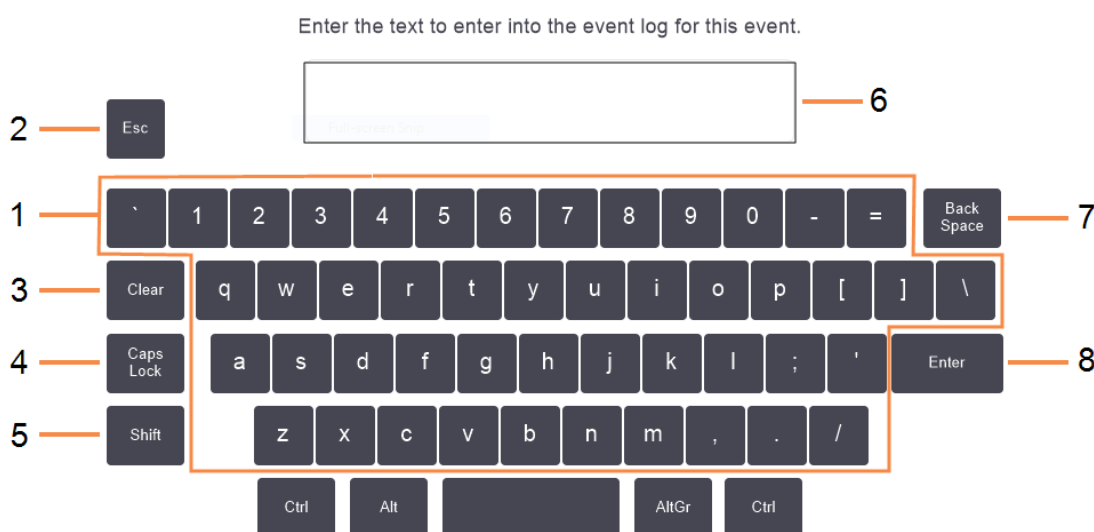 Enter the text to enter into the event log for this event.
6
2 Esc
1 ` 1 2 3 4 5 6 7 8 9 0 - = Back Space 7
3 Clear q w e r t y u i o p [ ] \
4 Caps Lock a s d f g h j k l ; ' Enter 8
5 Shift z x c v b n m , . /
Ctrl Alt AltGr Ctrl